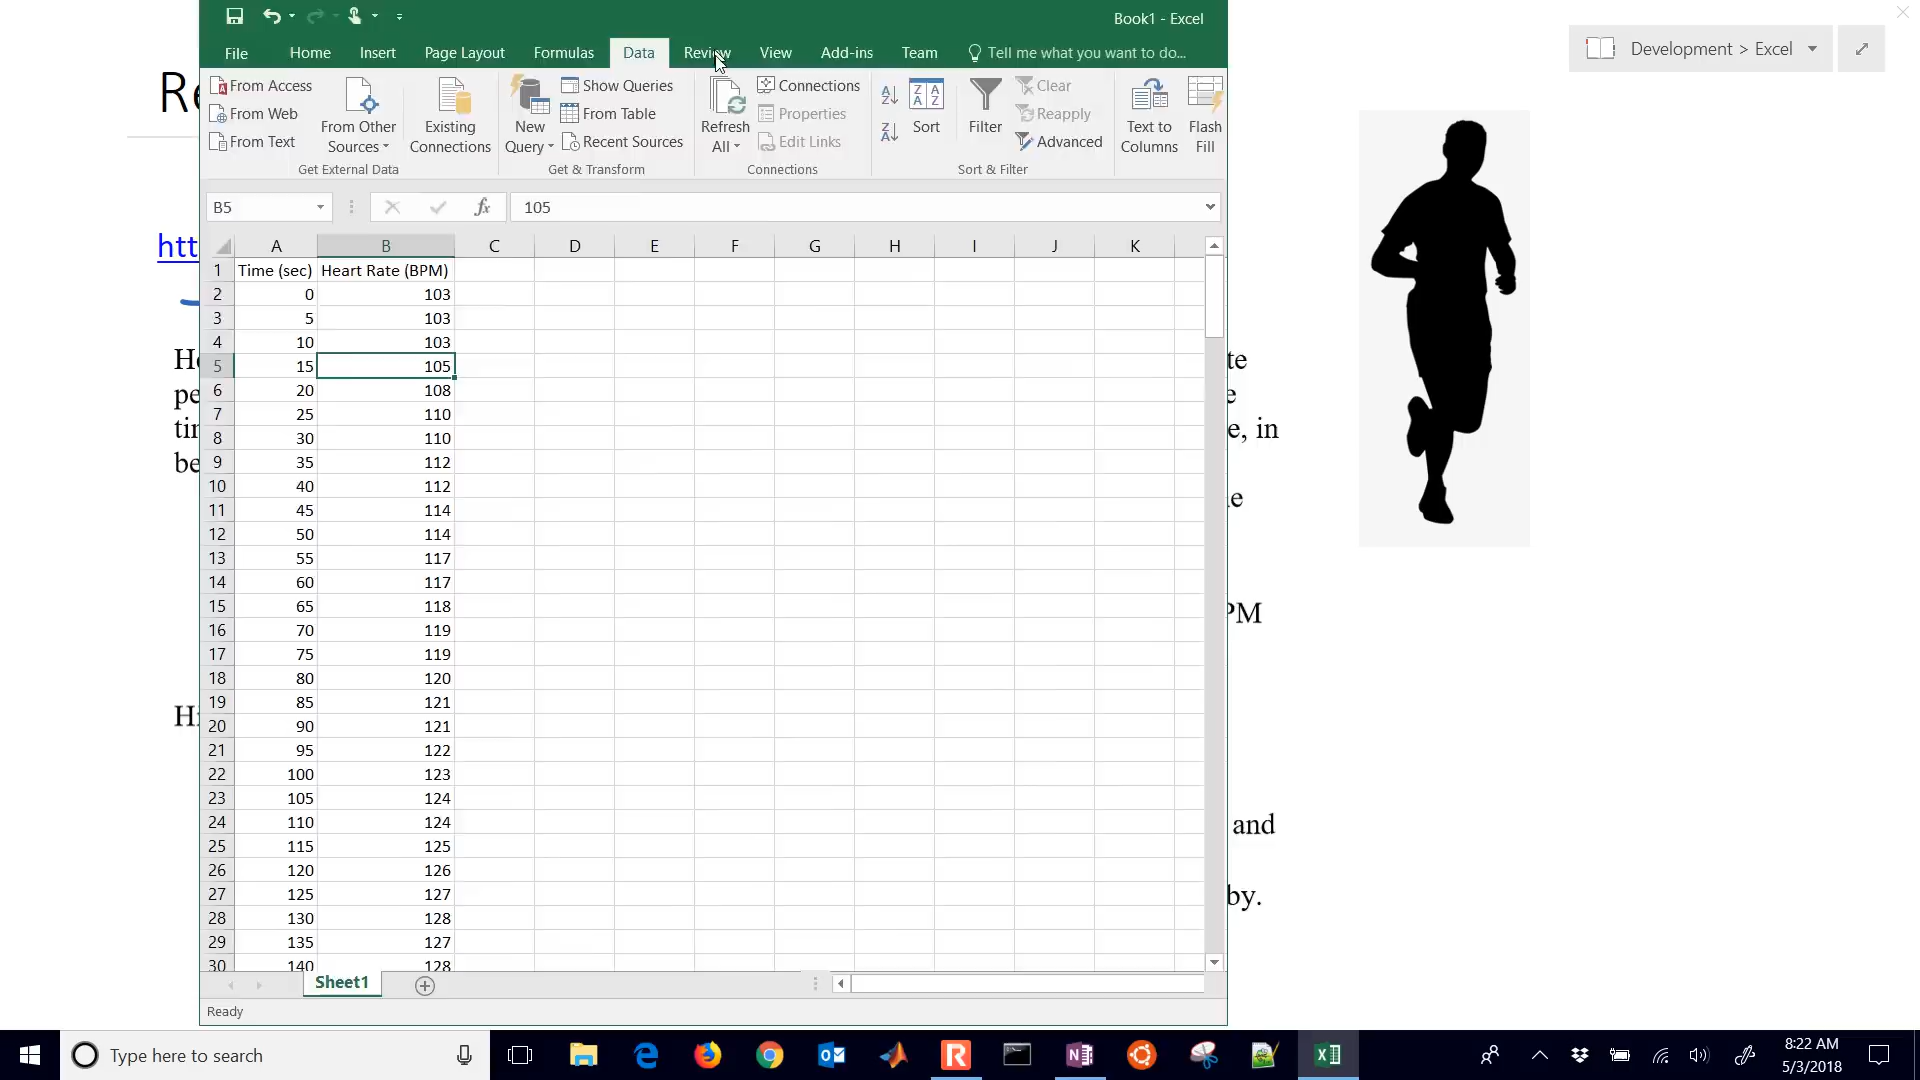 Book1 - Excel
File Home Insert Page Layout Formulas Data Review View Add-ins Team Tell me what you want to do...
Development > Excel
From Access
From Web
From Text
From Other Sources
Existing Connections
Get External Data
New Query
Show Queries
From Table
Recent Sources
Get & Transform
Refresh All
Connections
Properties
Edit Links
Connections
Sort
Filter
Clear
Reapply
Advanced
Sort & Filter
Text to Columns
Flash Fill
B5 fx 105
A B C D E F G H I J K
1 Time (sec) Heart Rate (BPM)
2 0 103
3 5 103
4 10 103
5 15 105
6 20 108
7 25 110
8 30 110
9 35 112
10 40 112
11 45 114
12 50 114
13 55 117
14 60 117
15 65 118
16 70 119
17 75 119
18 80 120
19 85 121
20 90 121
21 95 122
22 100 123
23 105 124
24 110 124
25 115 125
26 120 126
27 125 127
28 130 128
29 135 127
30 140 128
Sheet1
Ready
htt
e, in
and
by.
Type here to search
8:22 AM
5/3/2018